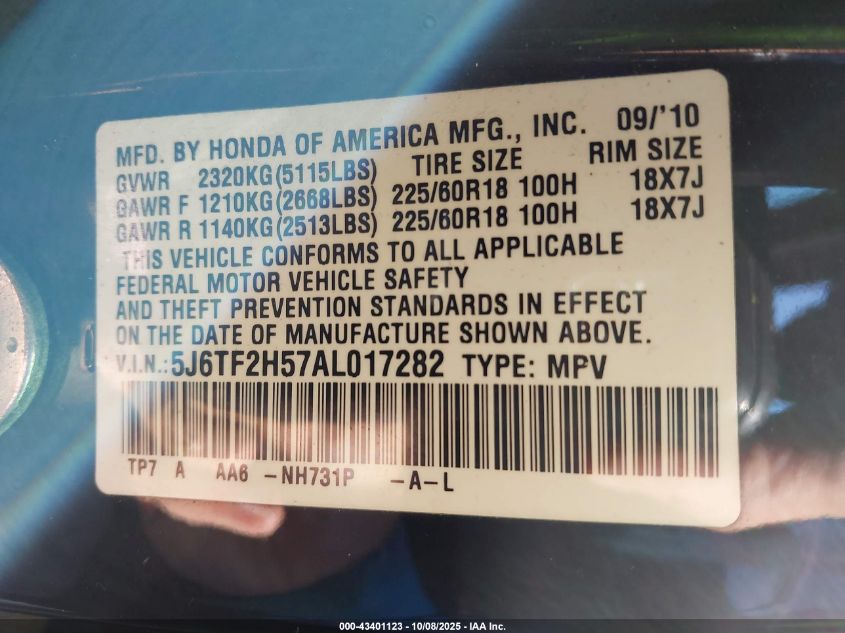 MFD. BY HONDA OF AMERICA MFG., INC. 09/'10
GVWR 2320KG(5115LBS) TIRE SIZE RIM SIZE
GAWR F 1210KG(2668LBS) 225/60R18 100H 18X7J
GAWR R 1140KG(2513LBS) 225/60R18 100H 18X7J
THIS VEHICLE CONFORMS TO ALL APPLICABLE
FEDERAL MOTOR VEHICLE SAFETY
AND THEFT PREVENTION STANDARDS IN EFFECT
ON THE DATE OF MANUFACTURE SHOWN ABOVE.
V.I.N.:5J6TF2H57AL017282 TYPE: MPV
TP7 A AA6 -NH731P -A-L
000-43401123 - 10/08/2025 - IAA Inc.